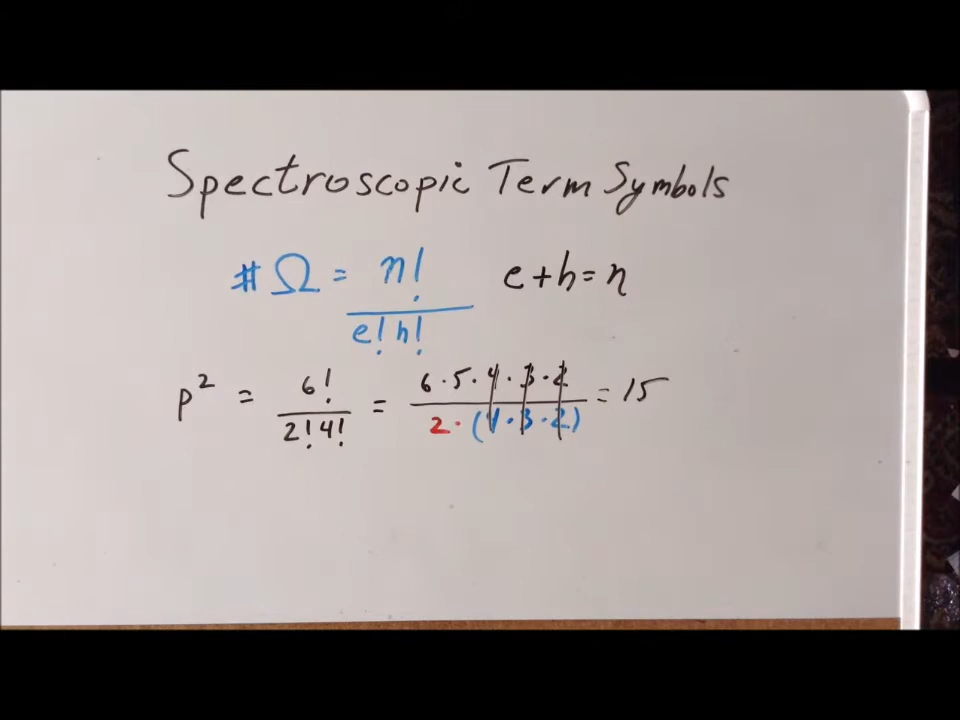 Spectroscopic Term Symbols
# Ω = n! / e! h! e + h = n
p² = 6! / 2! 4! = 6 · 5 · 4 · 3 · 2 / 2 · (4 · 3 · 2) = 15